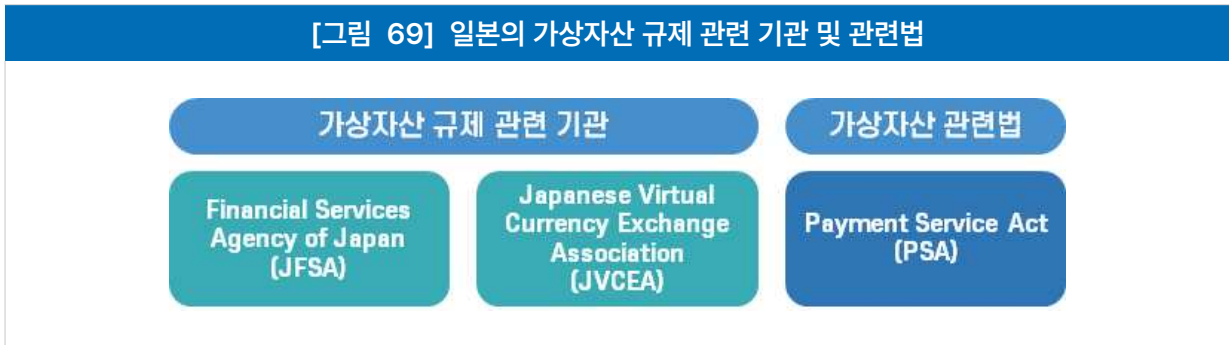 [그림 69] 일본의 가상자산 규제 관련 기관 및 관련법
가상자산 규제 관련 기관
가상자산 관련법
Financial Services
Agency of Japan
(JFSA)
Japanese Virtual
Currency Exchange
Association
(JVCEA)
Payment Service Act
(PSA)